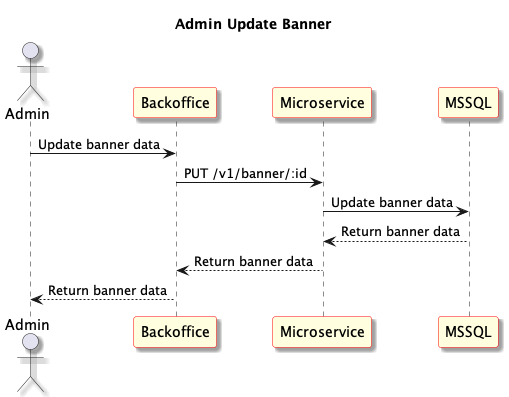 Admin Update Banner
Admin
Backoffice
Microservice
MSSQL
Update banner data
PUT /v1/banner/:id
Update banner data
Return banner data
Return banner data
Return banner data
Admin
Backoffice
Microservice
MSSQL